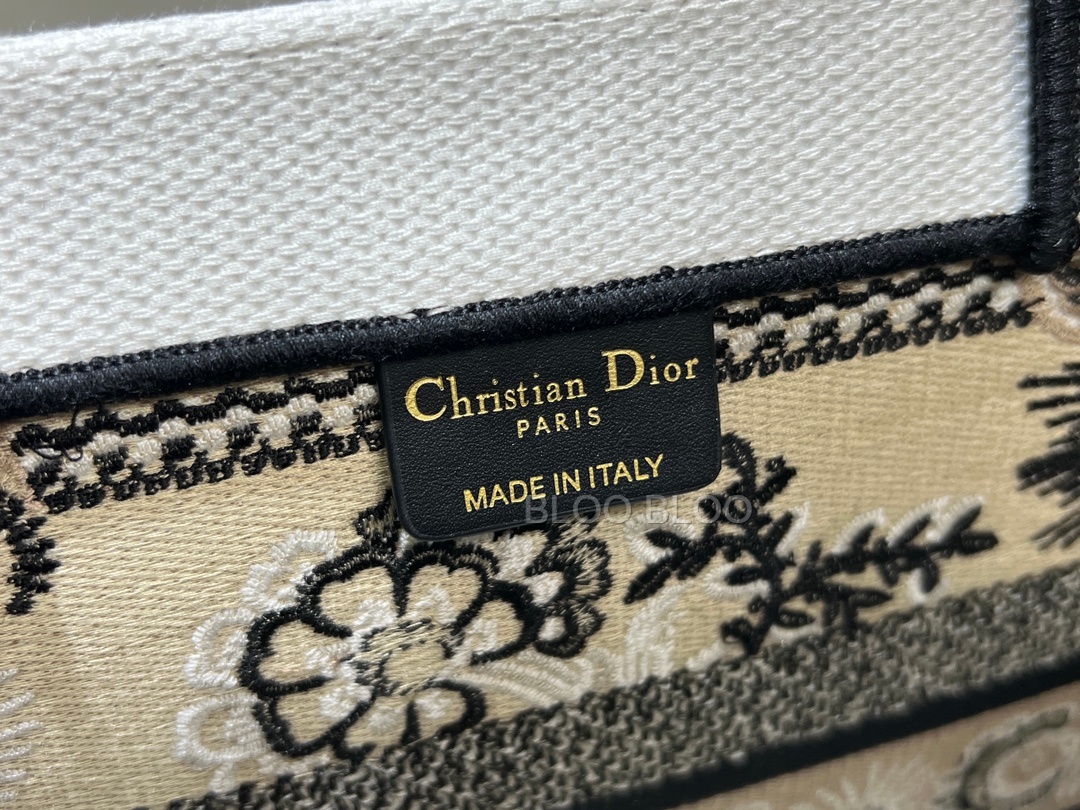 Christian Dior
PARIS
MADE IN ITALY
BLOO BLOO